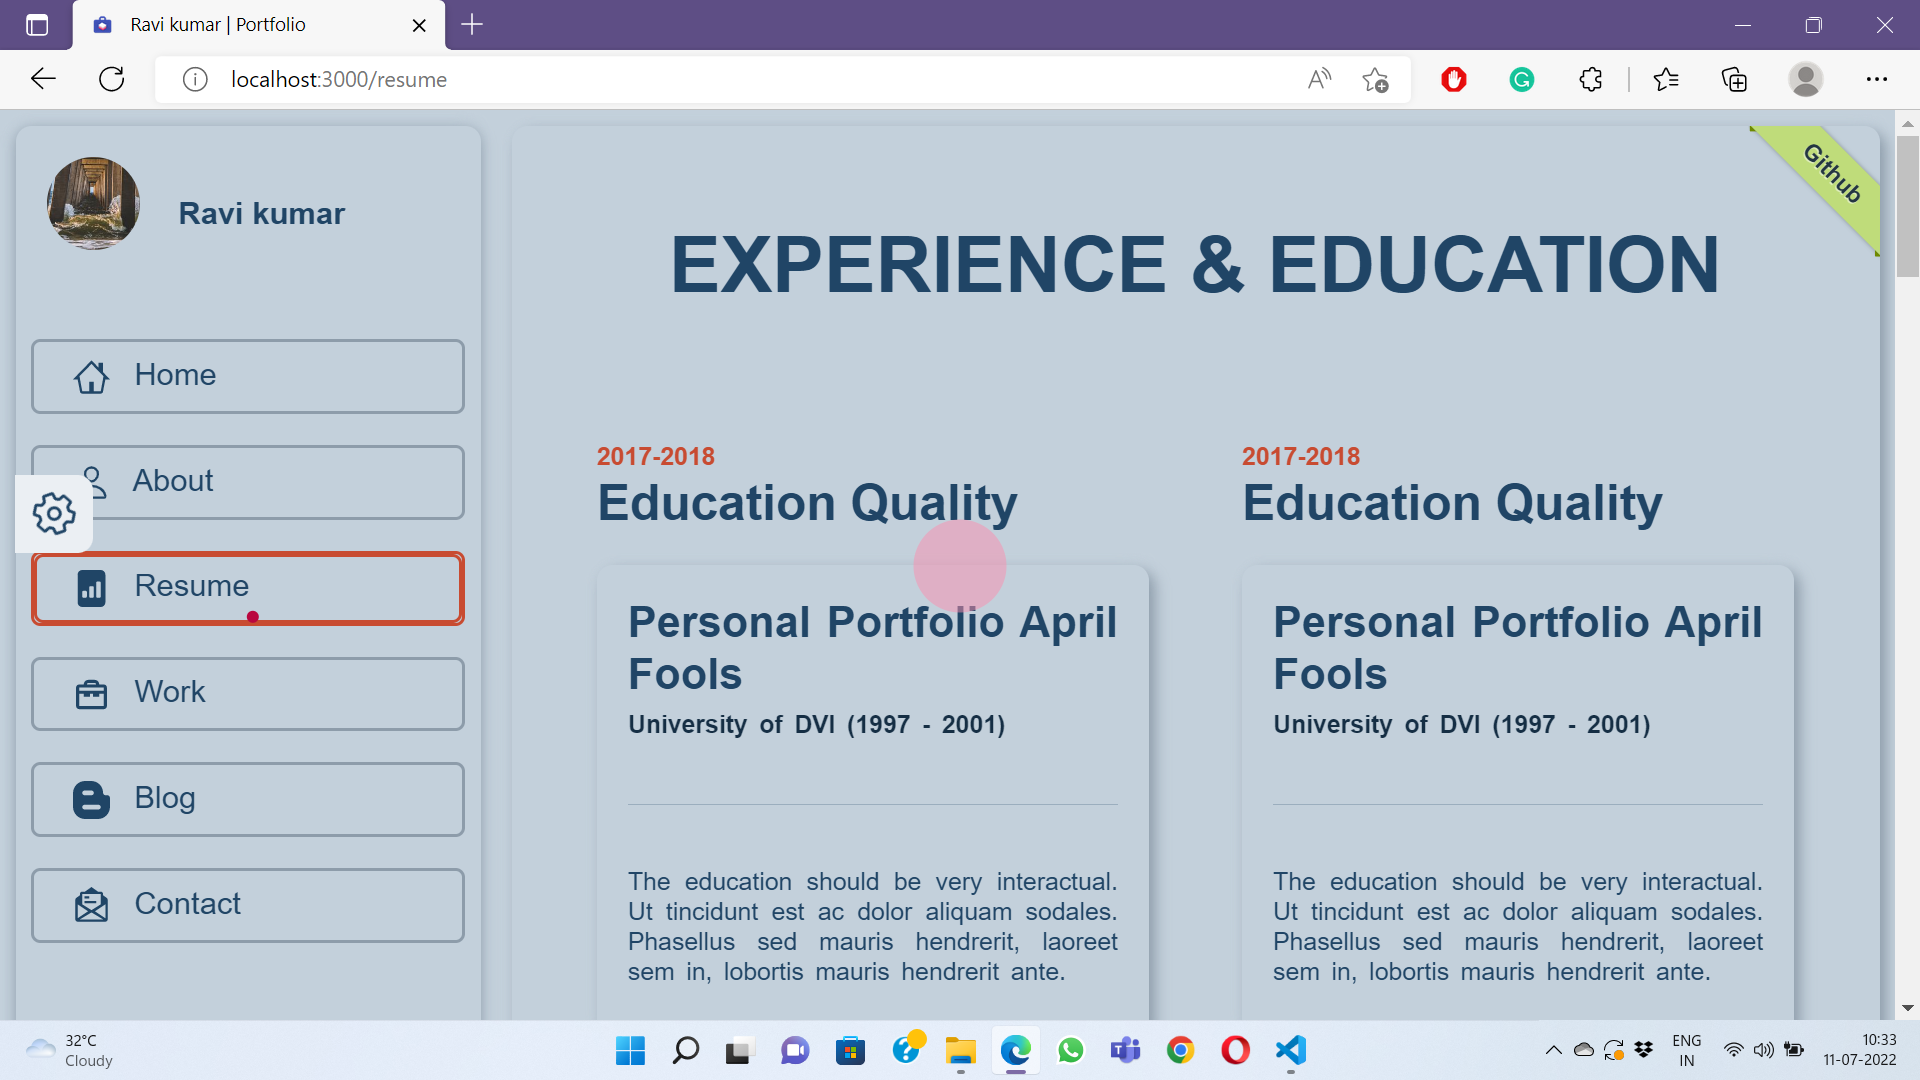 Ravi kumar | Portfolio
localhost:3000/resume
Ravi kumar
Home
About
Resume
Work
Blog
Contact
Github
EXPERIENCE & EDUCATION
2017-2018
Education Quality
Personal Portfolio April
Fools
University of DVI (1997 - 2001)
The education should be very interactual.
Ut tincidunt est ac dolor aliquam sodales.
Phasellus sed mauris hendrerit, laoreet
sem in, lobortis mauris hendrerit ante.
2017-2018
Education Quality
Personal Portfolio April
Fools
University of DVI (1997 - 2001)
The education should be very interactual.
Ut tincidunt est ac dolor aliquam sodales.
Phasellus sed mauris hendrerit, laoreet
sem in, lobortis mauris hendrerit ante.
32°C
Cloudy
ENG
IN
10:33
11-07-2022